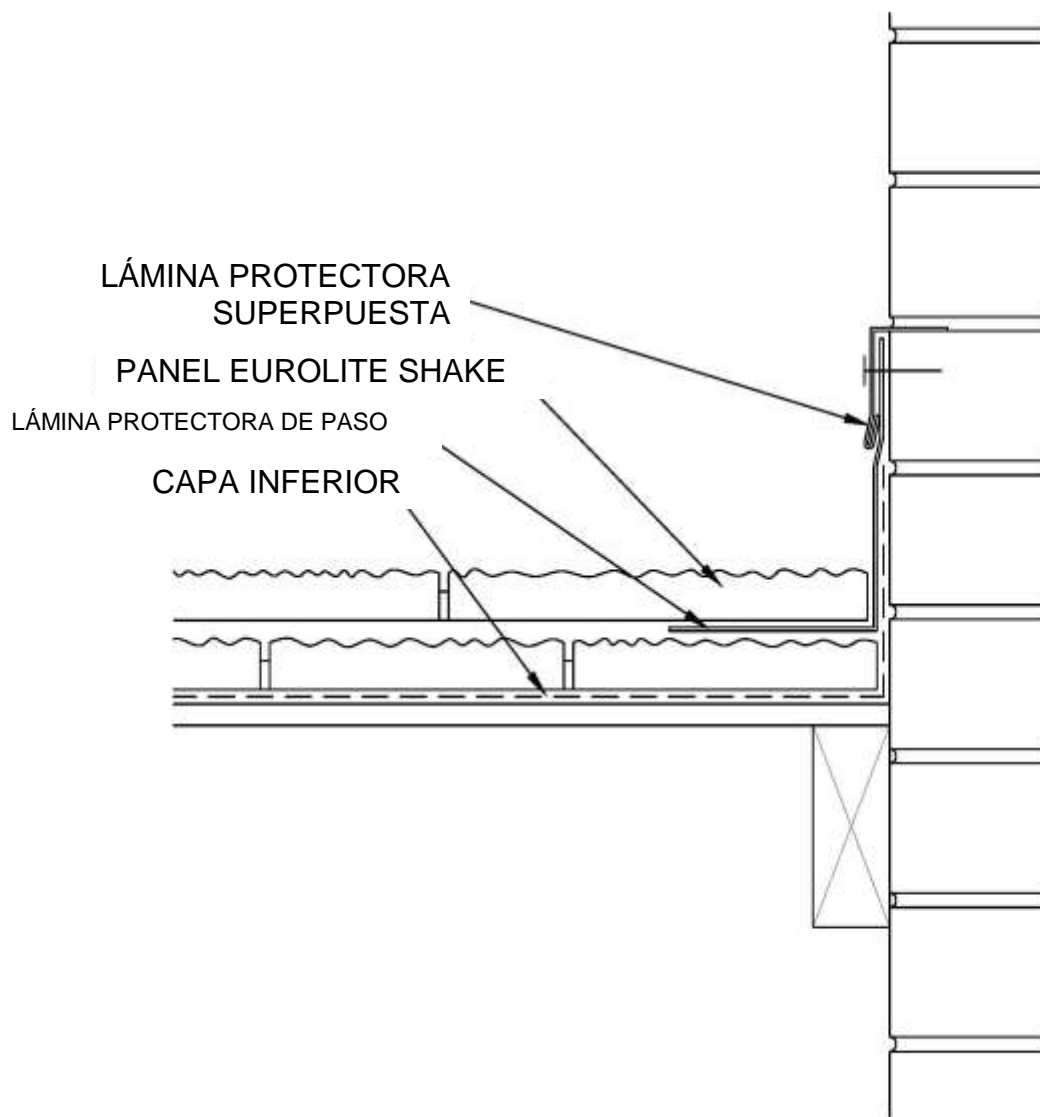 LÁMINA PROTECTORA
SUPERPUESTA
PANEL EUROLITE SHAKE
LÁMINA PROTECTORA DE PASO
CAPA INFERIOR